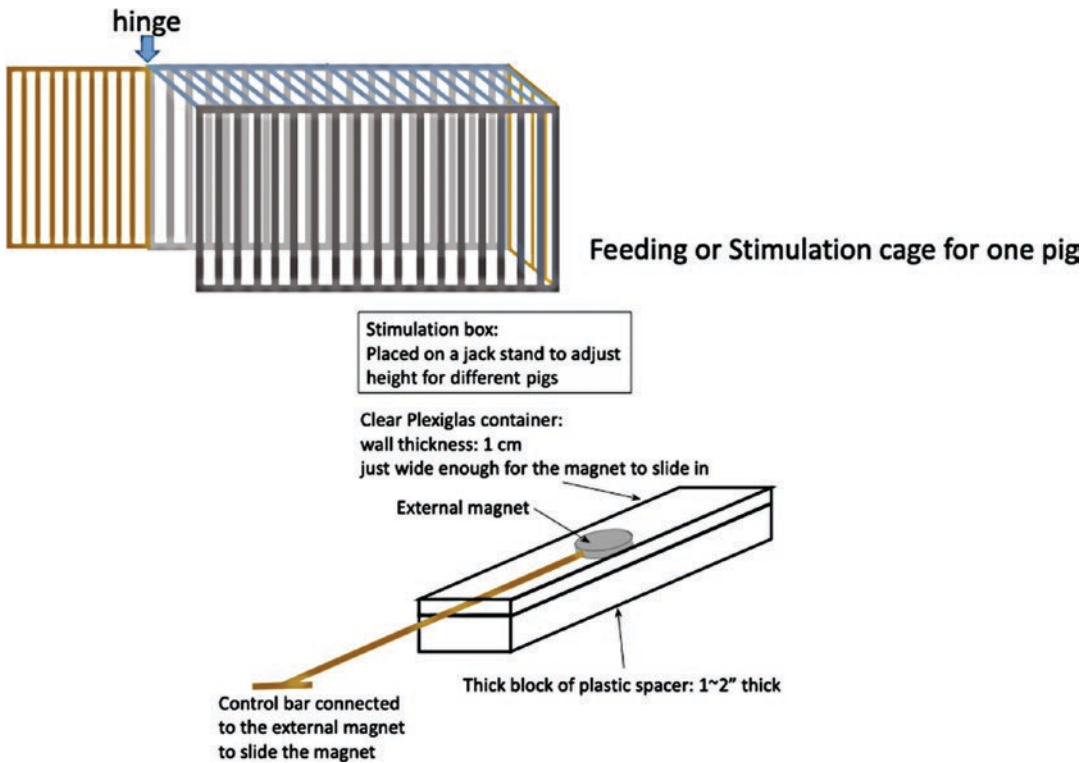 hinge
Feeding or Stimulation cage for one pig
Stimulation box:
Placed on a jack stand to adjust
height for different pigs
Clear Plexiglas container:
wall thickness: 1 cm
just wide enough for the magnet to slide in
External magnet
Thick block of plastic spacer: 1~2” thick
Control bar connected
to the external magnet
to slide the magnet